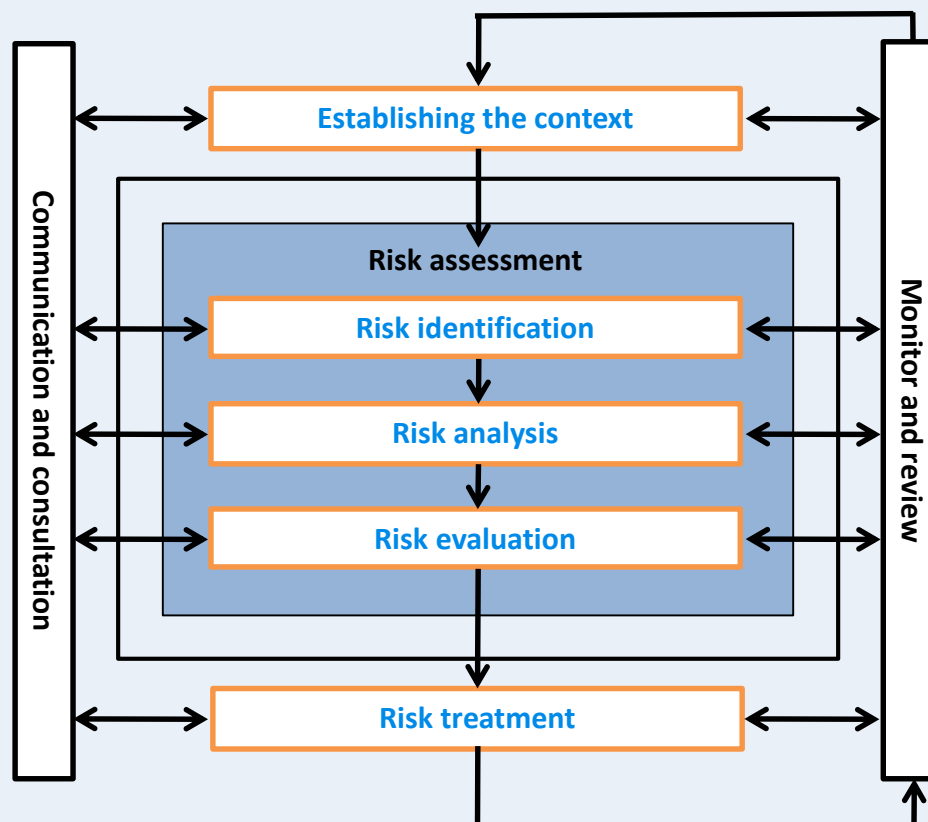 Establishing the context
Communication and consultation
Risk assessment
Risk identification
Risk analysis
Risk evaluation
Risk treatment
Monitor and review